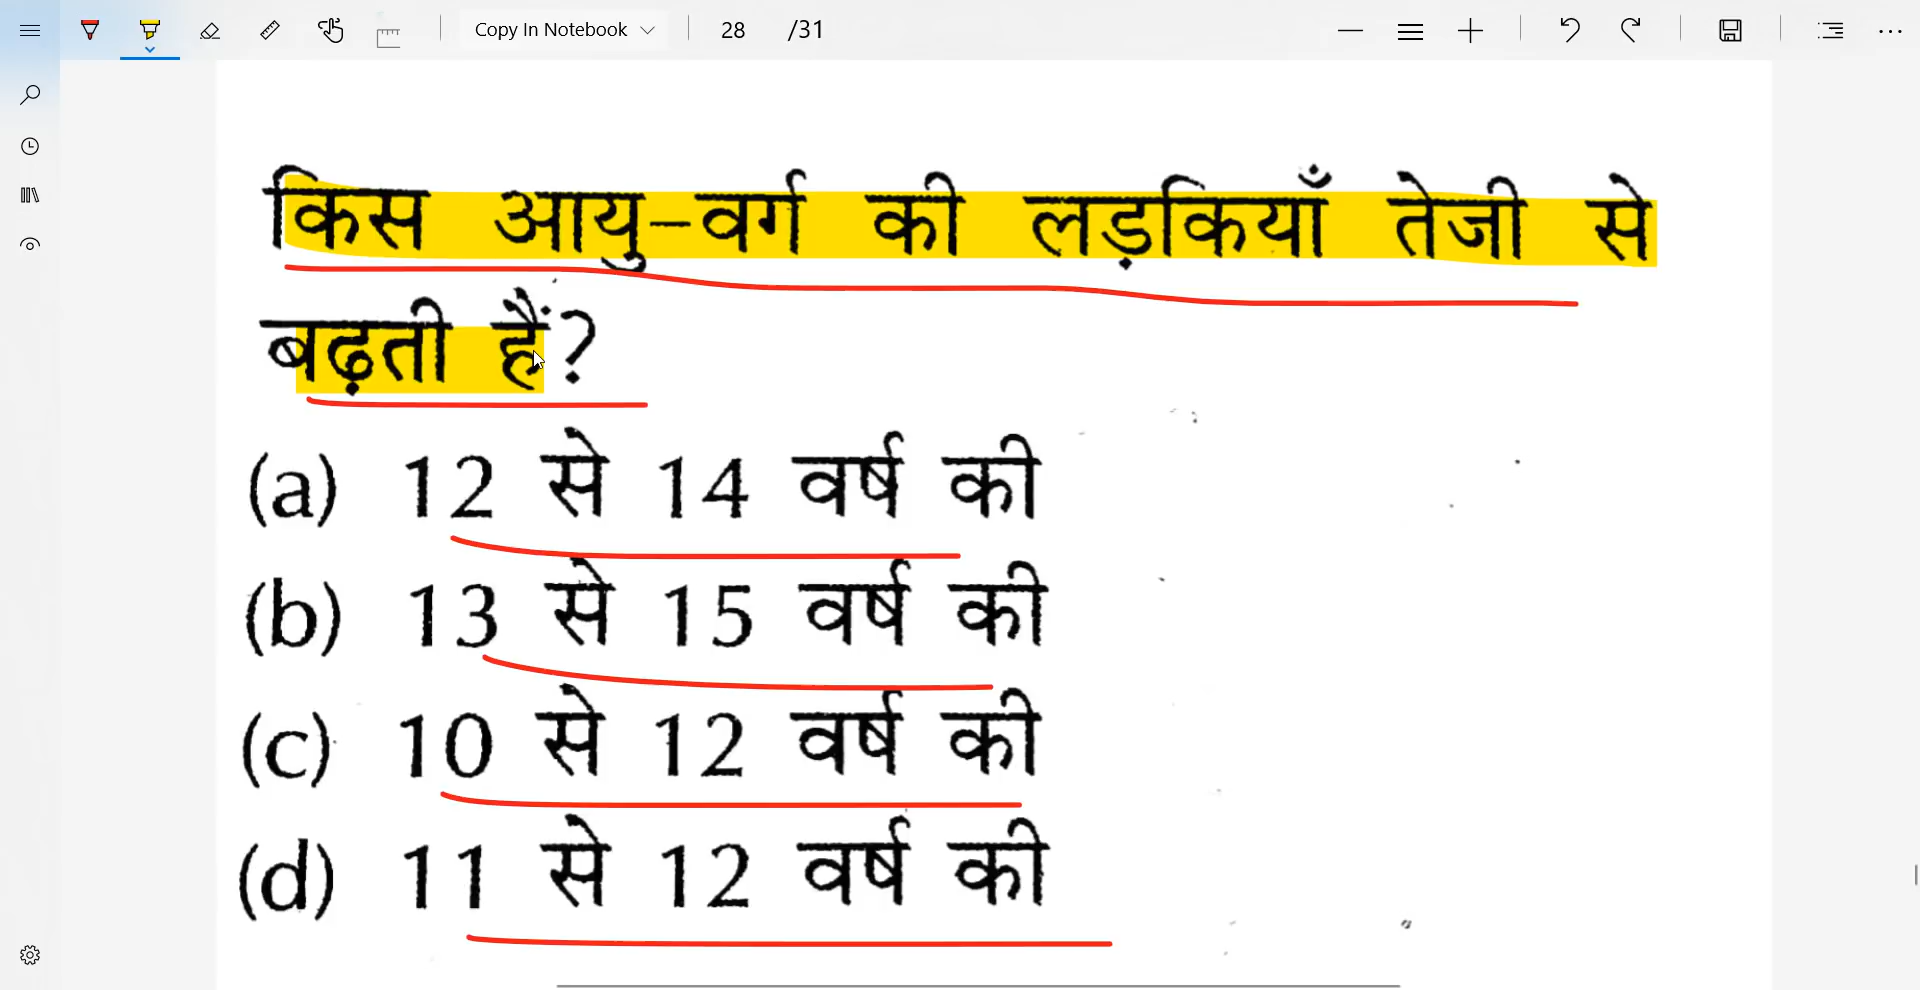 Copy In Notebook 28 /31
किस आयु-वर्ग की लड़कियाँ तेजी से
बढ़ती हैं?
(a) 12 से 14 वर्ष की
(b) 13 से 15 वर्ष की
(c) 10 से 12 वर्ष की
(d) 11 से 12 वर्ष की